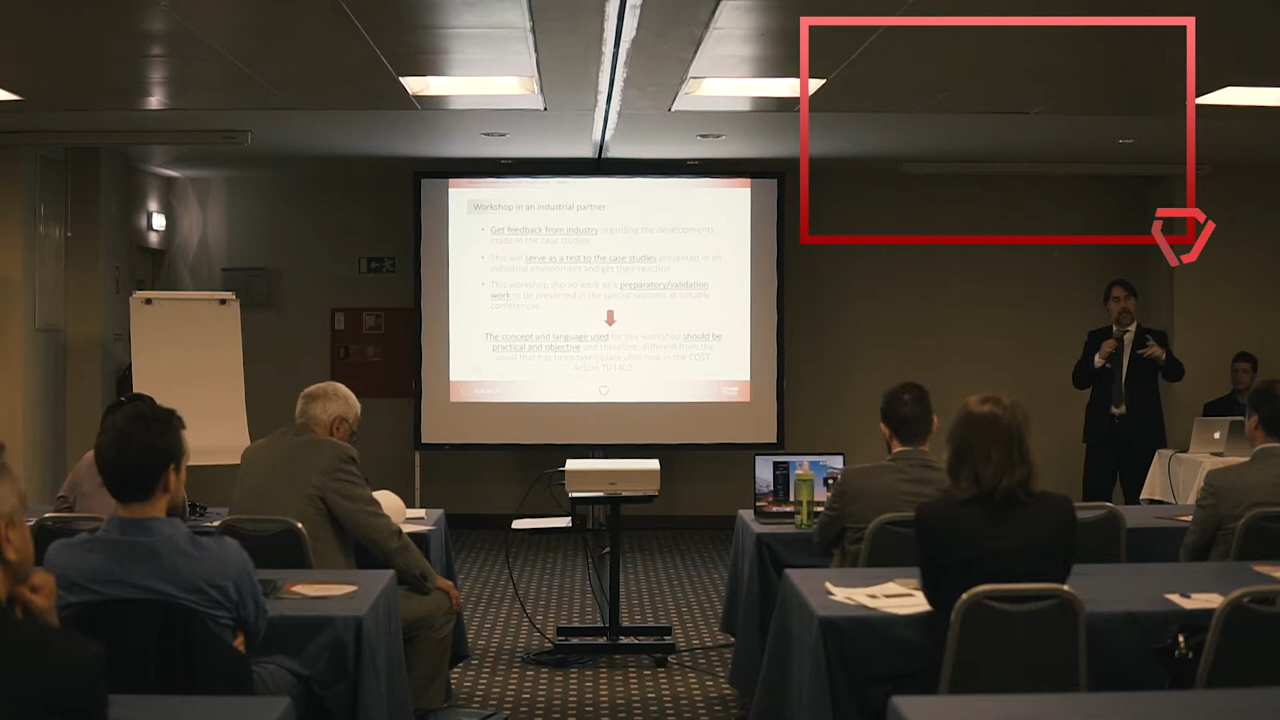 Workshop in an industrial partner
• Get feedback from industry regarding the developments
made in the case studies
• This will serve as a test to the case studies presented in an
industrial environment and get their reaction
• This workshop should work as a preparatory/validation
work to be presented in the special sessions at suitable
conferences
The concept and language used for this workshop should be
practical and objective and therefore, different from the
usual that has been taken place until now in the COST
Action TU1402